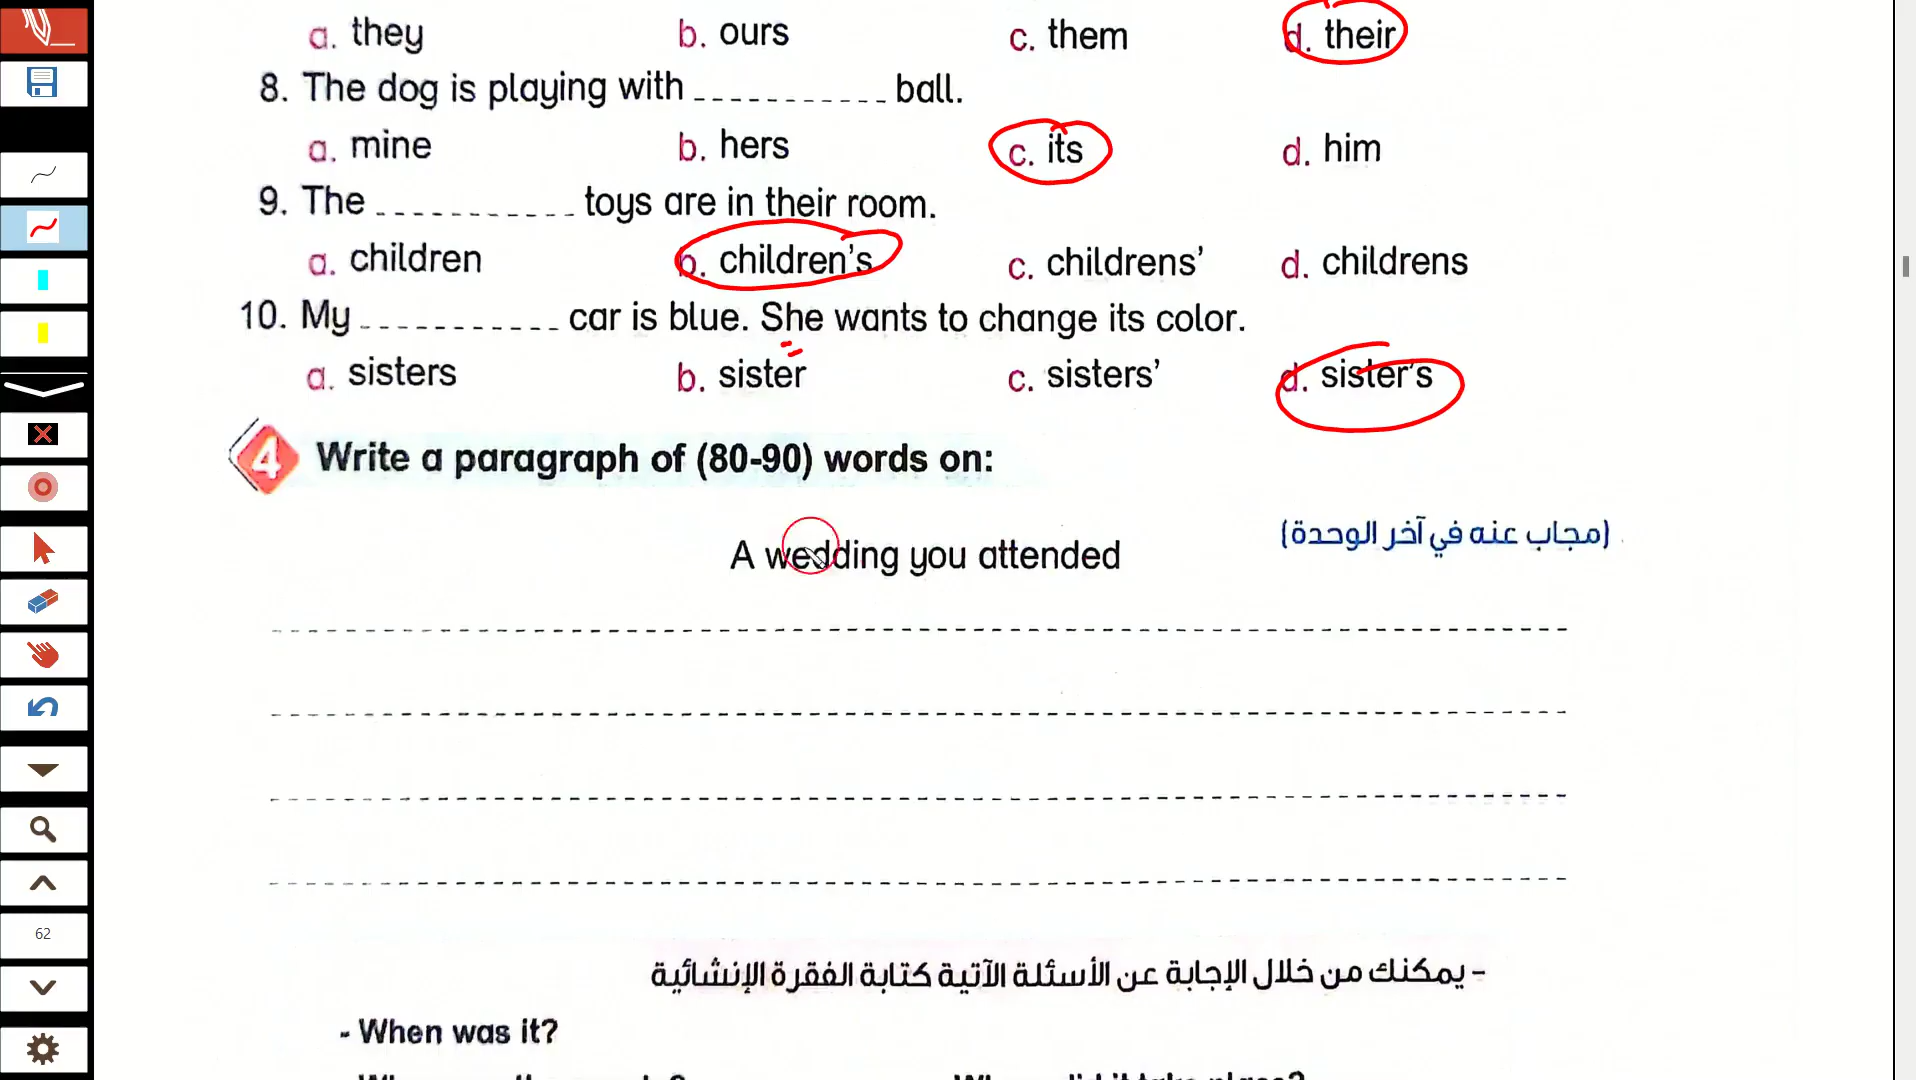 a. they b. ours c. them d. their
8. The dog is playing with ___________ ball.
a. mine b. hers c. its d. him
9. The ___________ toys are in their room.
a. children b. children's c. childrens' d. childrens
10. My ___________ car is blue. She wants to change its color.
a. sisters b. sister c. sisters' d. sister's
4 Write a paragraph of (80-90) words on:
A wedding you attended (مجاب عنه في آخر الوحدة)
- يمكنك من خلال الإجابة عن الأسئلة الآتية كتابة الفقرة الإنشائية
- When was it?
62